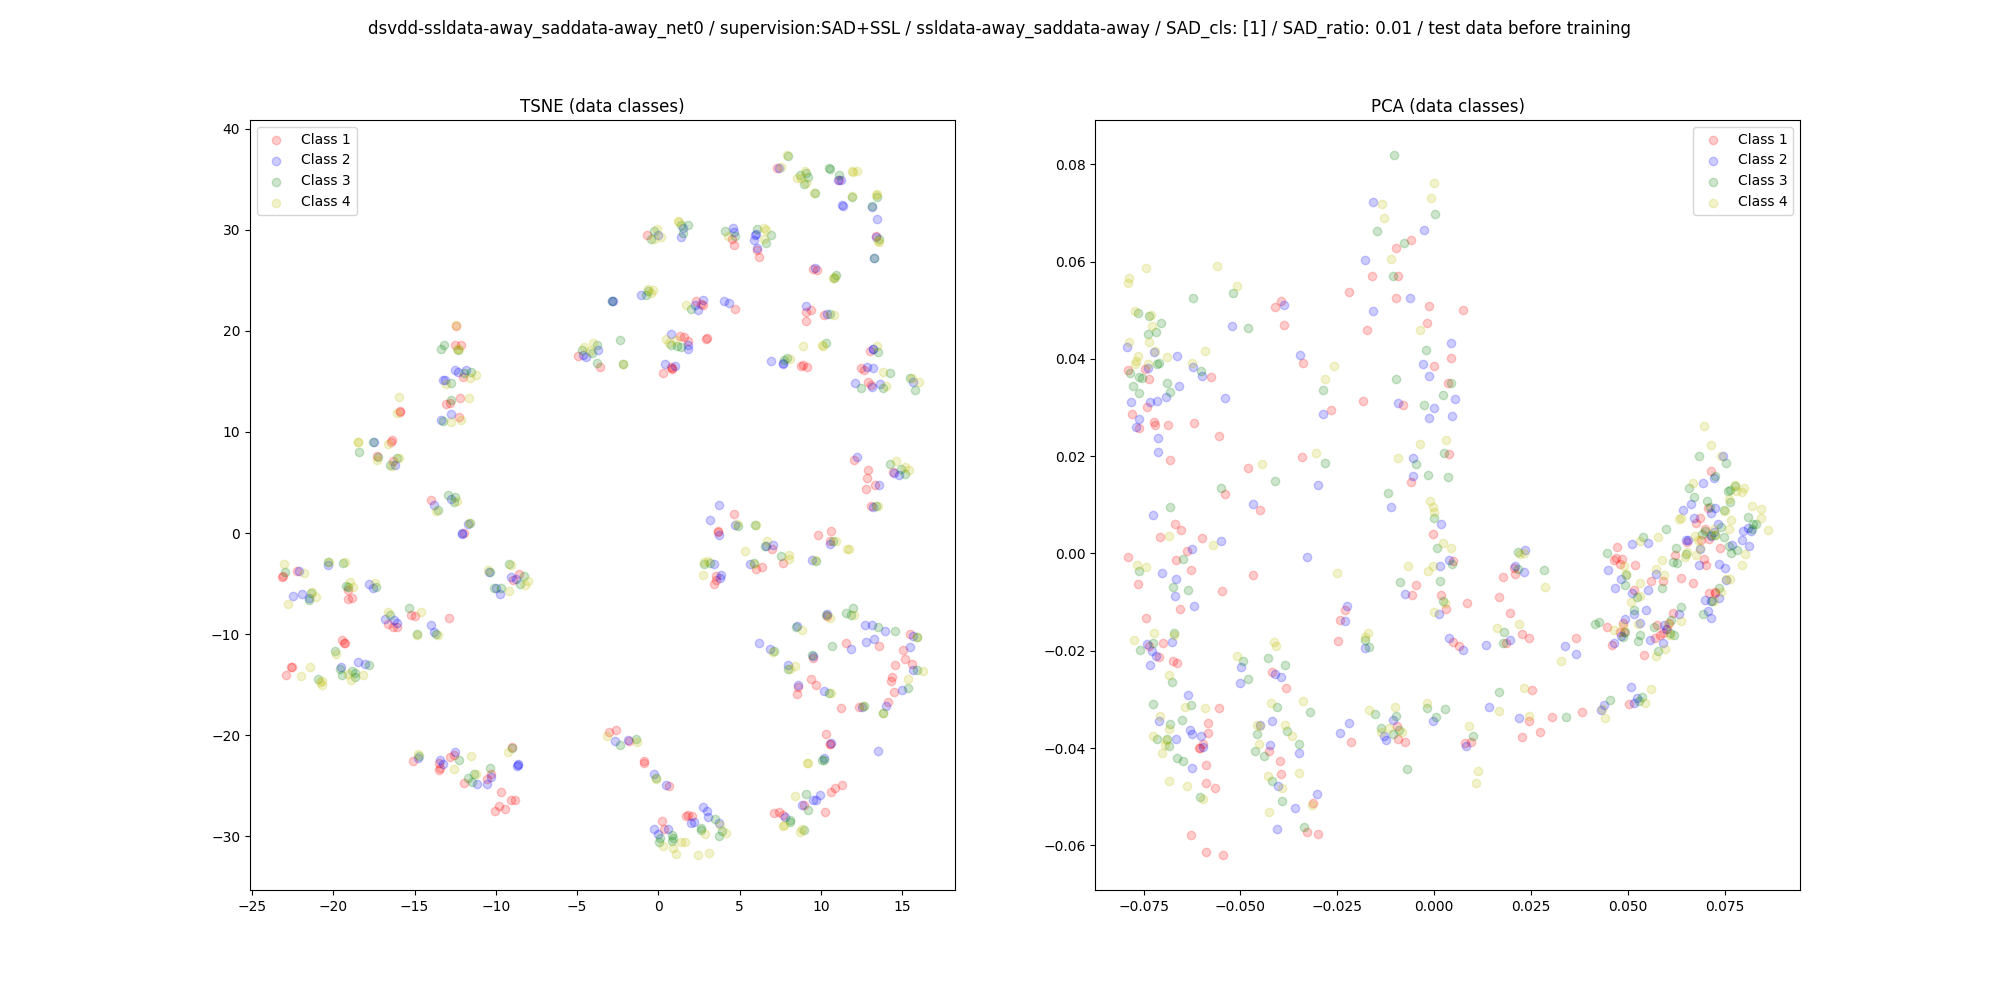 dsvdd-ssldata-away_saddata-away_net0 / supervision:SAD+SSL / ssldata-away_saddata-away / SAD_cls: [1] / SAD_ratio: 0.01 / test data before training
TSNE (data classes)
40
30
20
10
0
−10
−20
−30
−25 −20 −15 −10 −5 0 5 10 15
Class 1
Class 2
Class 3
Class 4
PCA (data classes)
0.08
0.06
0.04
0.02
0.00
−0.02
−0.04
−0.06
−0.075 −0.050 −0.025 0.000 0.025 0.050 0.075
Class 1
Class 2
Class 3
Class 4